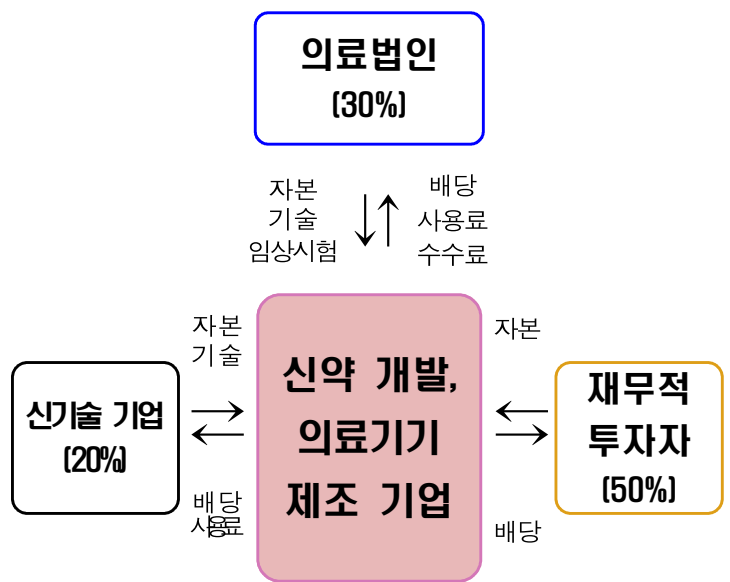 의료법인
(30%)
자본
기술
임상시험
배당
사용료
수수료
자본
기술
신기술 기업
(20%)
배당
사용료
신약 개발,
의료기기
제조 기업
자본
재무적
투자자
(50%)
배당